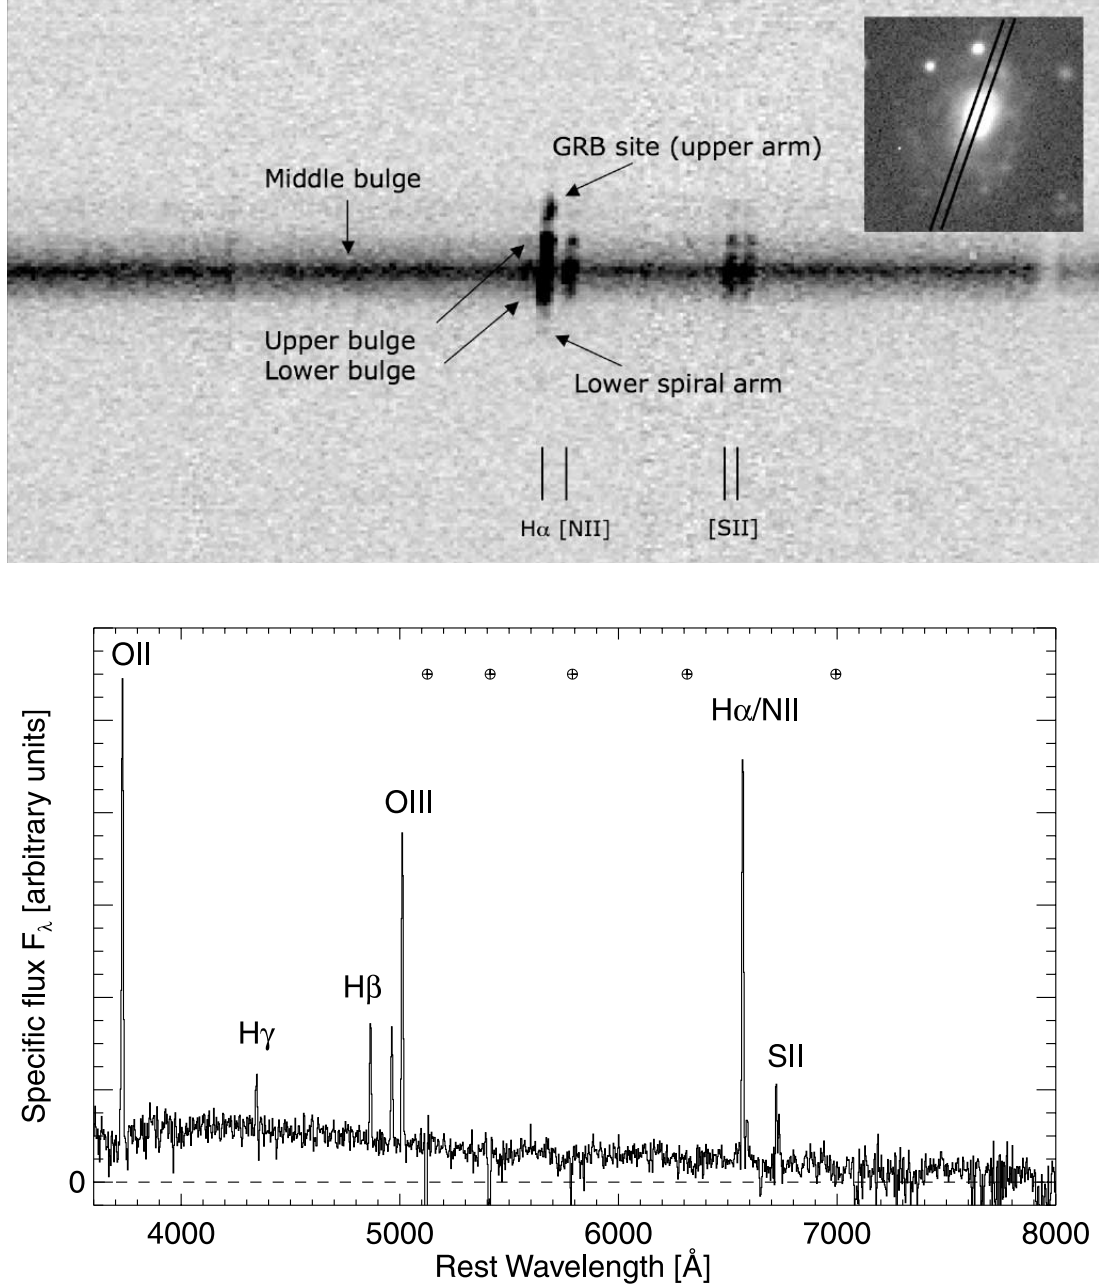 GRB site (upper arm)
Middle bulge
Upper bulge
Lower bulge
Lower spiral arm
Hα [NII]
[SII]
OII
⊕ ⊕ ⊕ ⊕ ⊕
Hα/NII
OIII
Hβ
Hγ
SII
Specific flux Fλ [arbitrary units]
0
4000 5000 6000 7000 8000
Rest Wavelength [Å]